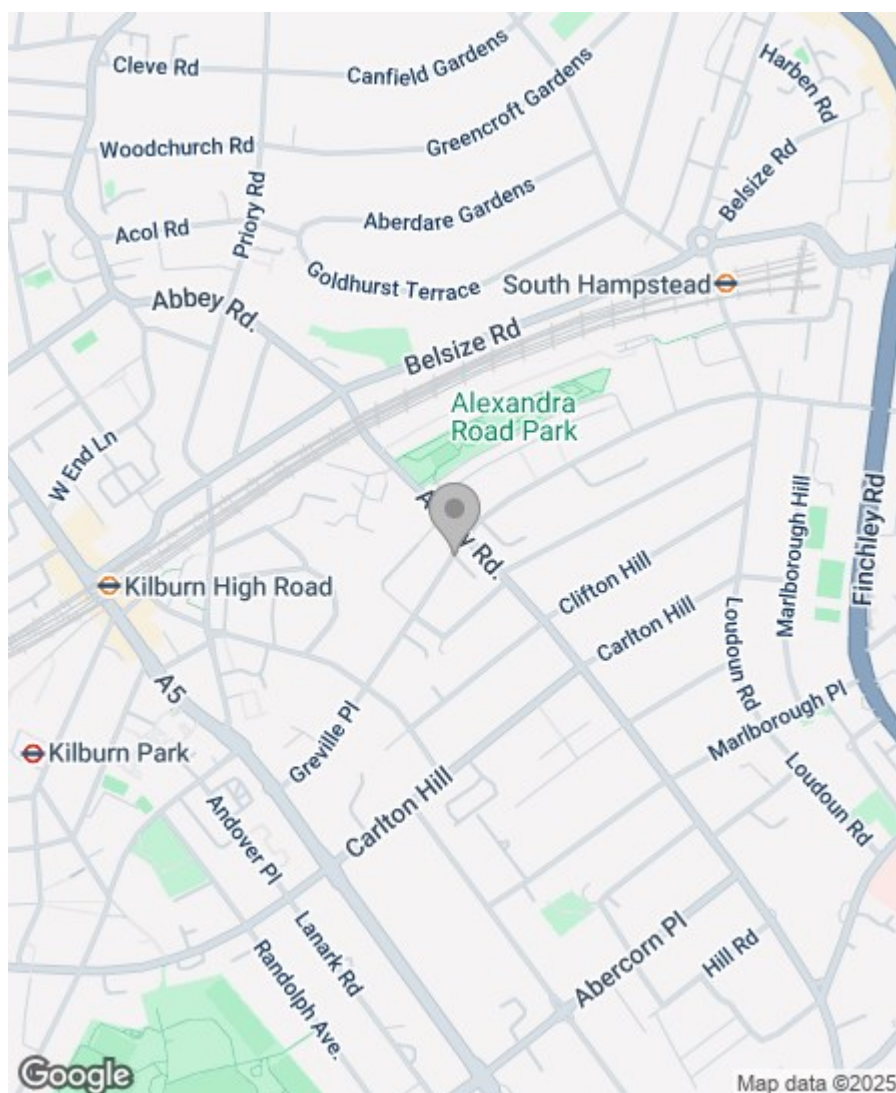 Cleve Rd
Canfield Gardens
Harben Rd
Woodchurch Rd
Greencroft Gardens
Belsize Rd
Priory Rd
Aberdare Gardens
Acol Rd
Goldhurst Terrace
South Hampstead
Abbey Rd.
Belsize Rd
Alexandra
Road Park
W End Ln
Marlborough Hill
Finchley Rd
Rd.
Kilburn High Road
Clifton Hill
Carlton Hill
Loudoun Rd
A5
Greville Pl
Marlborough Pl
Kilburn Park
Loudoun Rd
Andover Pl
Carlton Hill
Lanark Rd
Abercorn Pl
Hill Rd
Randolph Ave.
Google
Map data ©2025